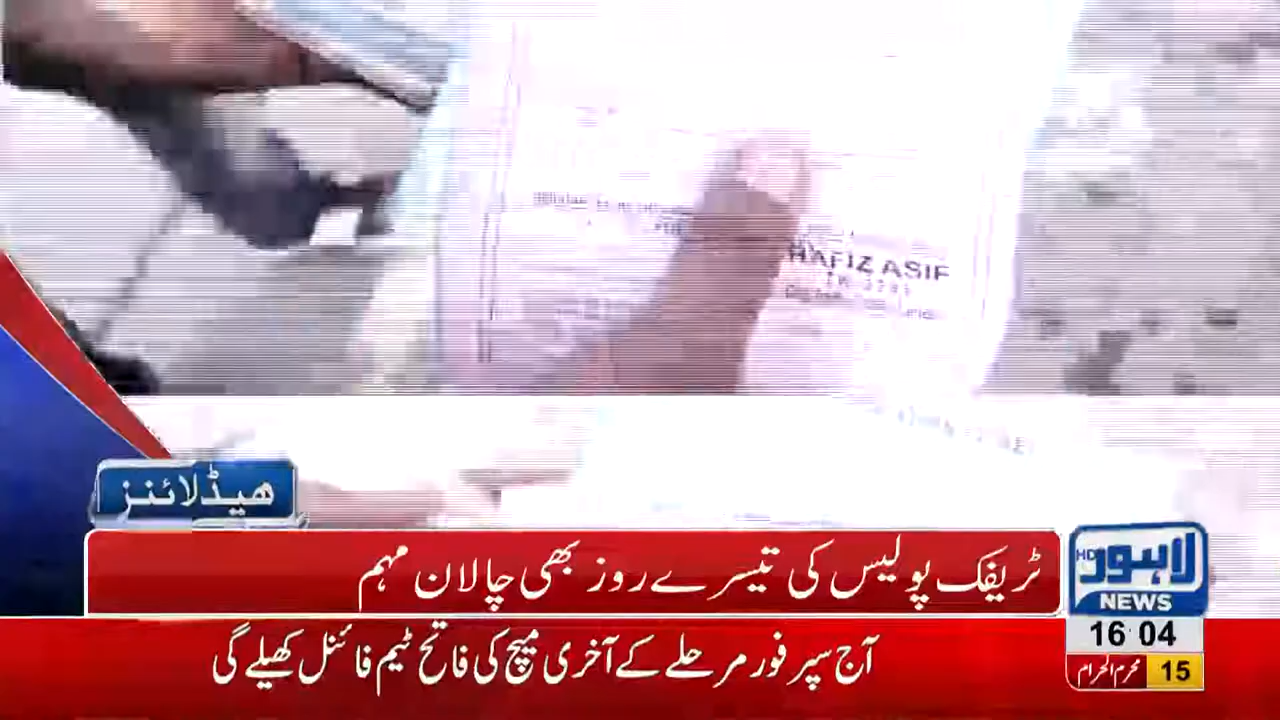 HAFIZ ASIF
ھیڈلائنز
ٹریفک پولیس کی تیسرے روز بھی چالان مہم
لاہور HD
NEWS
16:04
آج سپر فور مرحلے کے آخری میچ کی فاتح ٹیم فائنل کھیلے گی
محرم الحرام 15